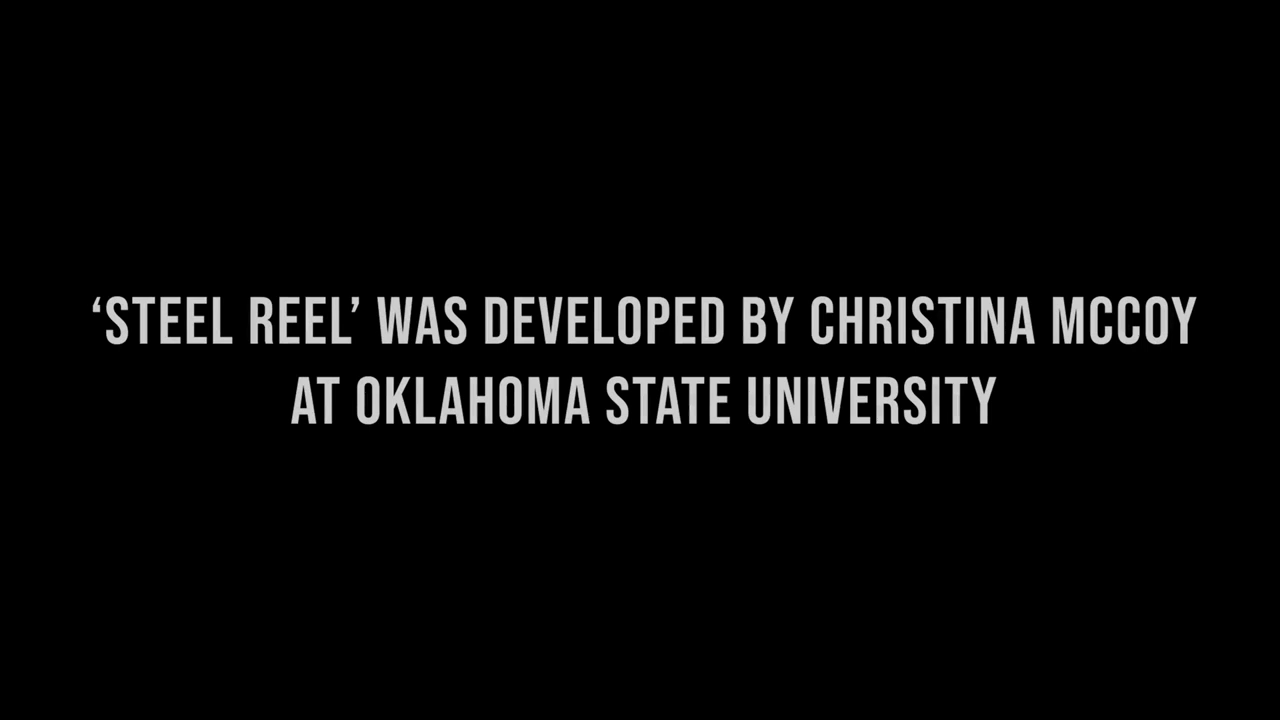 ‘STEEL REEL’ WAS DEVELOPED BY CHRISTINA MCCOY
AT OKLAHOMA STATE UNIVERSITY